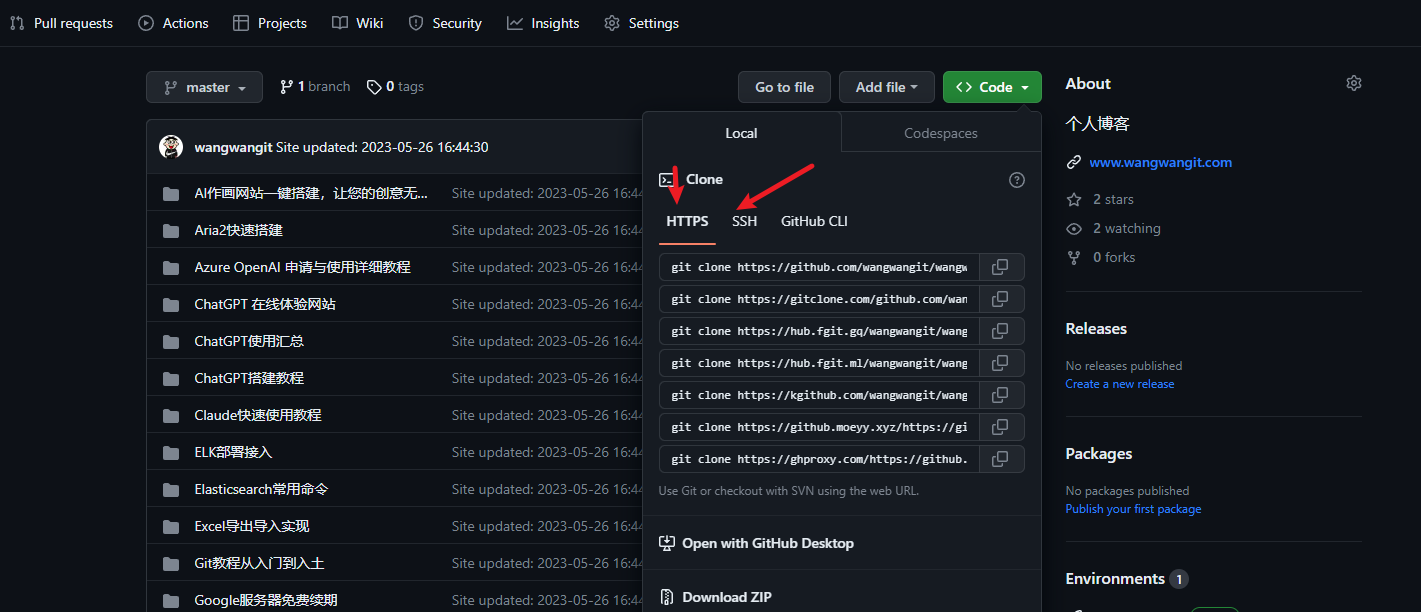 Pull requests Actions Projects Wiki Security Insights Settings
master 1 branch 0 tags Go to file Add file Code
wangwangit Site updated: 2023-05-26 16:44:30
AI作画网站一键搭建，让您的创意无... Site updated: 2023-05-26 16:44
Aria2快速搭建 Site updated: 2023-05-26 16:44
Azure OpenAI 申请与使用详细教程 Site updated: 2023-05-26 16:44
ChatGPT 在线体验网站 Site updated: 2023-05-26 16:44
ChatGPT使用汇总 Site updated: 2023-05-26 16:44
ChatGPT搭建教程 Site updated: 2023-05-26 16:44
Claude快速使用教程 Site updated: 2023-05-26 16:44
ELK部署接入 Site updated: 2023-05-26 16:44
Elasticsearch常用命令 Site updated: 2023-05-26 16:44
Excel导出导入实现 Site updated: 2023-05-26 16:44
Git教程从入门到入土 Site updated: 2023-05-26 16:44
Google服务器免费续期 Site updated: 2023-05-26 16:44
Local Codespaces
Clone
HTTPS SSH GitHub CLI
git clone https://github.com/wangwangit/wangw
git clone https://gitclone.com/github.com/wan
git clone https://hub.fgit.gq/wangwangit/wang
git clone https://hub.fgit.ml/wangwangit/wang
git clone https://kgithub.com/wangwangit/wang
git clone https://github.moeyy.xyz/https://gi
git clone https://ghproxy.com/https://github.
Use Git or checkout with SVN using the web URL.
Open with GitHub Desktop
Download ZIP
About
个人博客
www.wangwangit.com
2 stars
2 watching
0 forks
Releases
No releases published
Create a new release
Packages
No packages published
Publish your first package
Environments 1